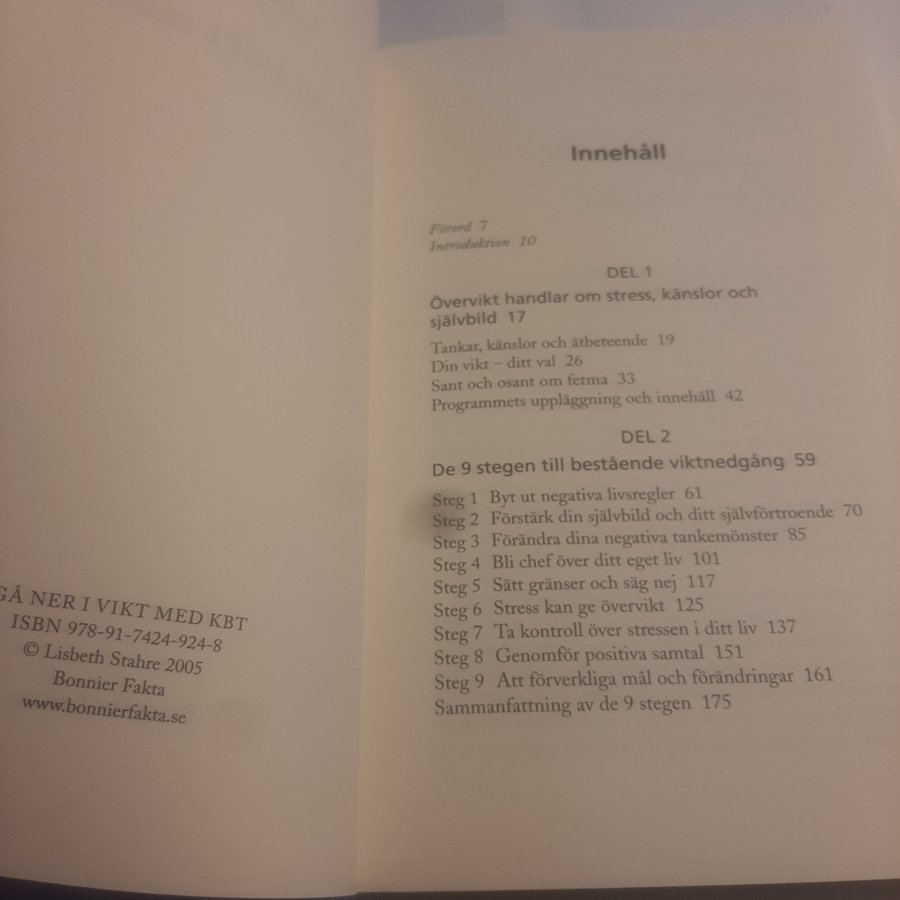 GÅ NER I VIKT MED KBT
ISBN 978-91-7424-924-8
© Lisbeth Stahre 2005
Bonnier Fakta
www.bonnierfakta.se
Innehåll
Förord 7
Introduktion 10
DEL 1
Övervikt handlar om stress, känslor och
självbild 17
Tankar, känslor och ätbeteende 19
Din vikt – ditt val 26
Sant och osant om fetma 33
Programmets uppläggning och innehåll 42
DEL 2
De 9 stegen till bestående viktnedgång 59
Steg 1 Byt ut negativa livsregler 61
Steg 2 Förstärk din självbild och ditt självförtroende 70
Steg 3 Förändra dina negativa tankemönster 85
Steg 4 Bli chef över ditt eget liv 101
Steg 5 Sätt gränser och säg nej 117
Steg 6 Stress kan ge övervikt 125
Steg 7 Ta kontroll över stressen i ditt liv 137
Steg 8 Genomför positiva samtal 151
Steg 9 Att förverkliga mål och förändringar 161
Sammanfattning av de 9 stegen 175